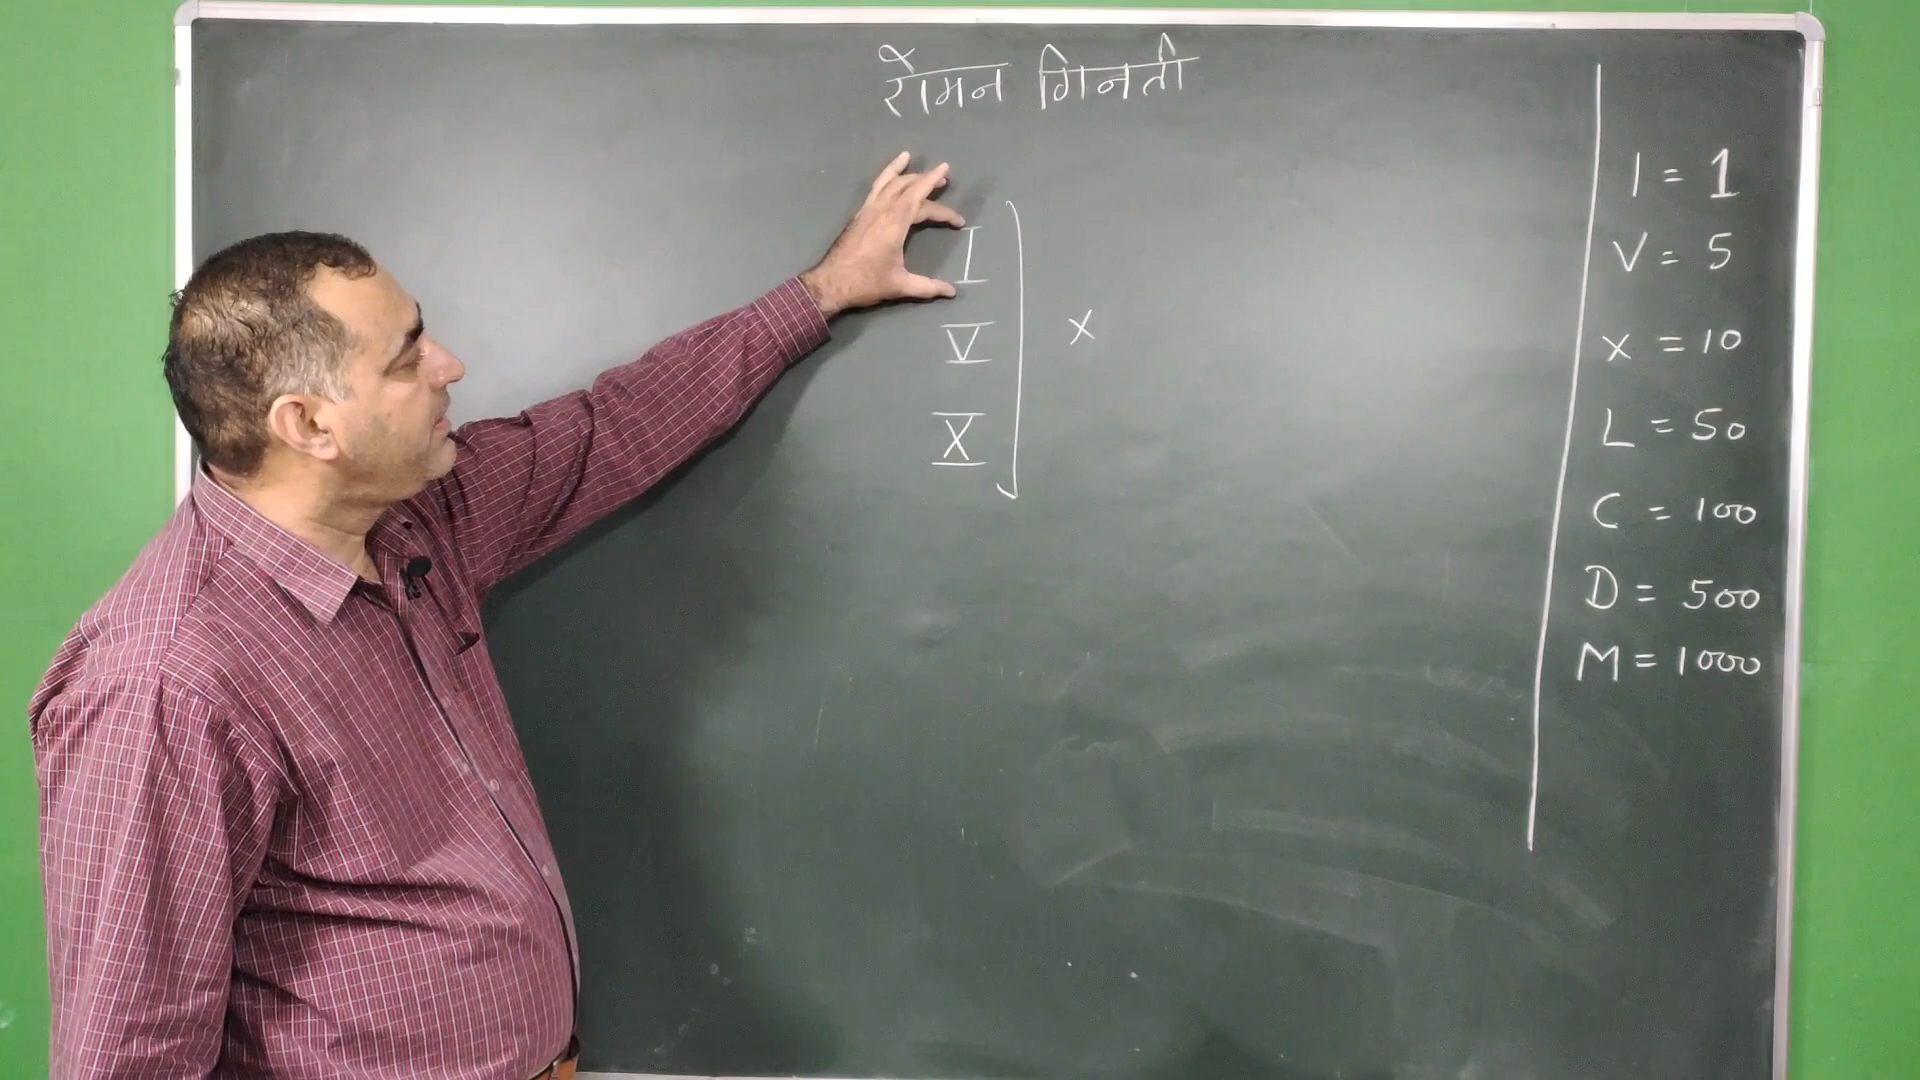 रोमन गिनती
I
V
X
x
I = 1
V = 5
x = 10
L = 50
C = 100
D = 500
M = 1000